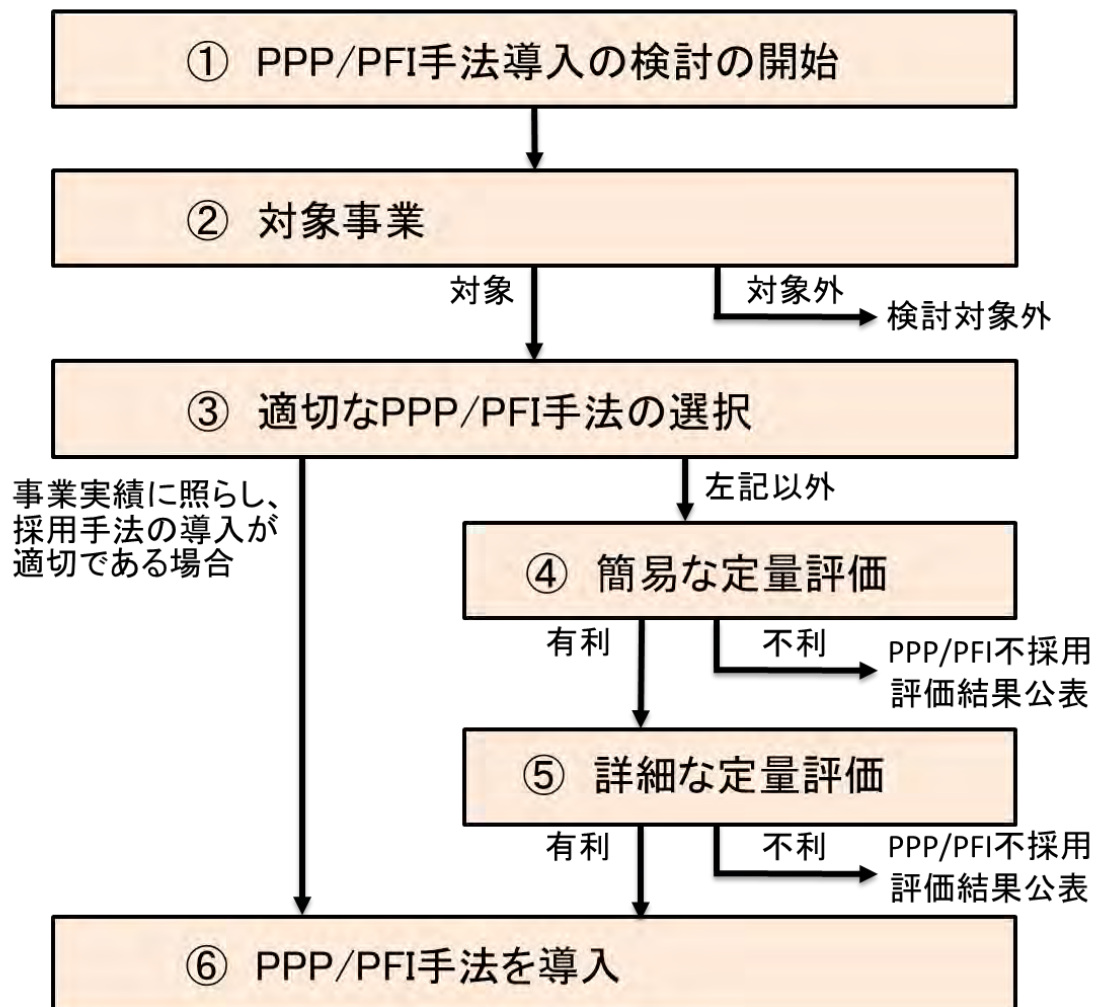 ① PPP/PFI手法導入の検討の開始
② 対象事業
対象
対象外
検討対象外
③ 適切なPPP/PFI手法の選択
事業実績に照らし、
採用手法の導入が
適切である場合
左記以外
④ 簡易な定量評価
有利
不利
PPP/PFI不採用
評価結果公表
⑤ 詳細な定量評価
有利
不利
PPP/PFI不採用
評価結果公表
⑥ PPP/PFI手法を導入